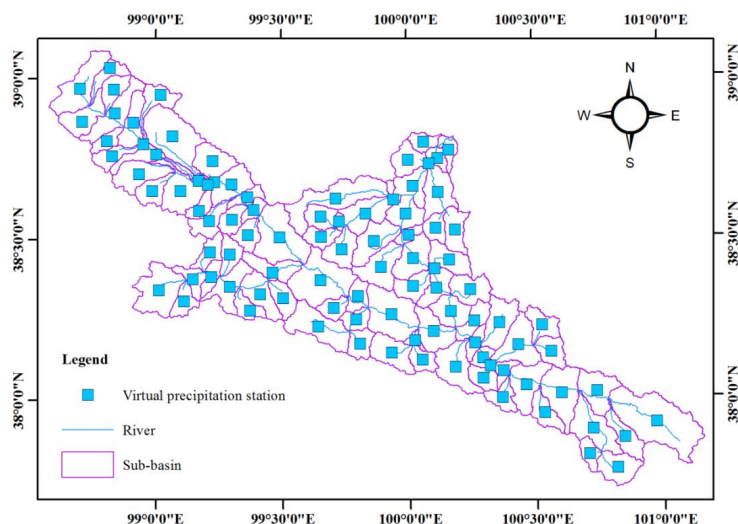 99°0'0"E 99°30'0"E 100°0'0"E 100°30'0"E 101°0'0"E
39°0'0"N 39°0'0"N
N
W E
S
38°30'0"N 38°30'0"N
Legend
Virtual precipitation station
38°0'0"N 38°0'0"N
River
Sub-basin
99°0'0"E 99°30'0"E 100°0'0"E 100°30'0"E 101°0'0"E